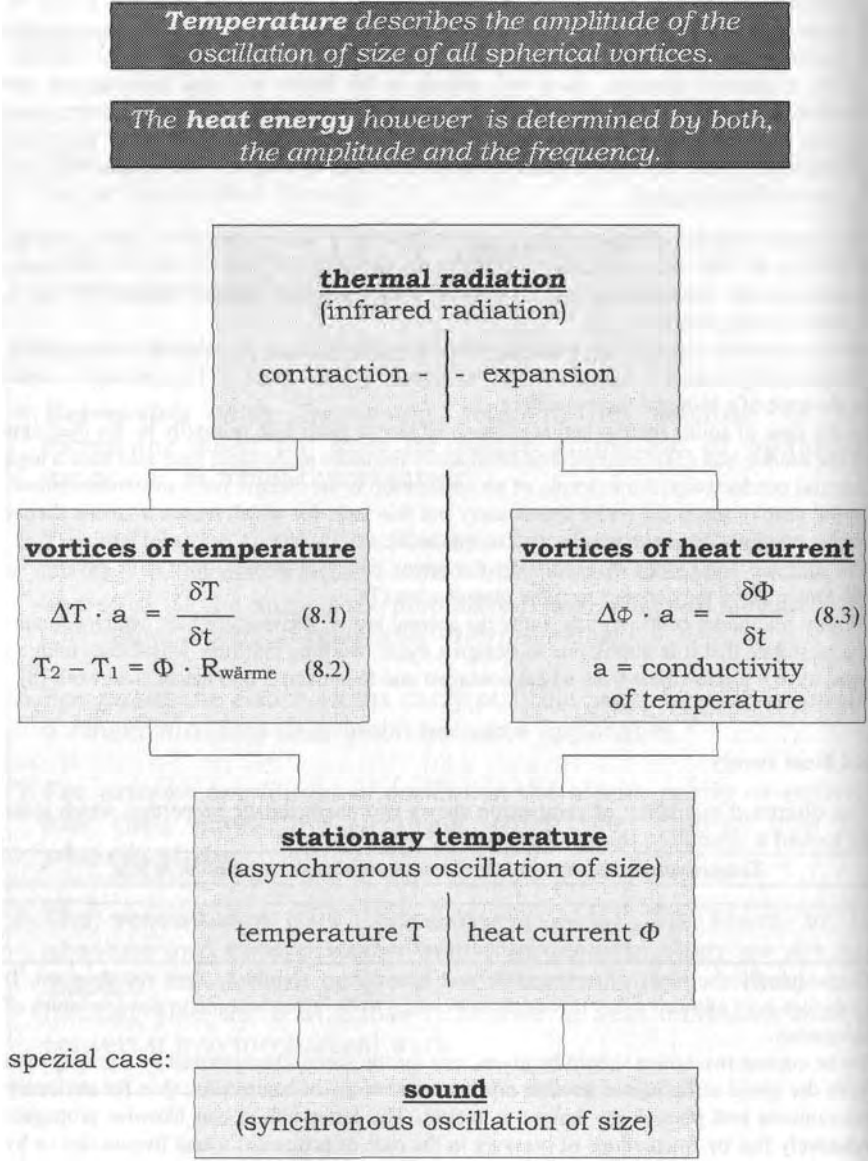 Temperature describes the amplitude of the
oscillation of size of all spherical vortices.
The heat energy however is determined by both,
the amplitude and the frequency.
thermal radiation
(infrared radiation)
contraction - - expansion
vortices of temperature
ΔT · a = δT/δt (8.1)
T₂ – T₁ = Φ · Rwärme (8.2)
vortices of heat current
ΔΦ · a = δΦ/δt (8.3)
a = conductivity
of temperature
stationary temperature
(asynchronous oscillation of size)
temperature T heat current Φ
spezial case:
sound
(synchronous oscillation of size)